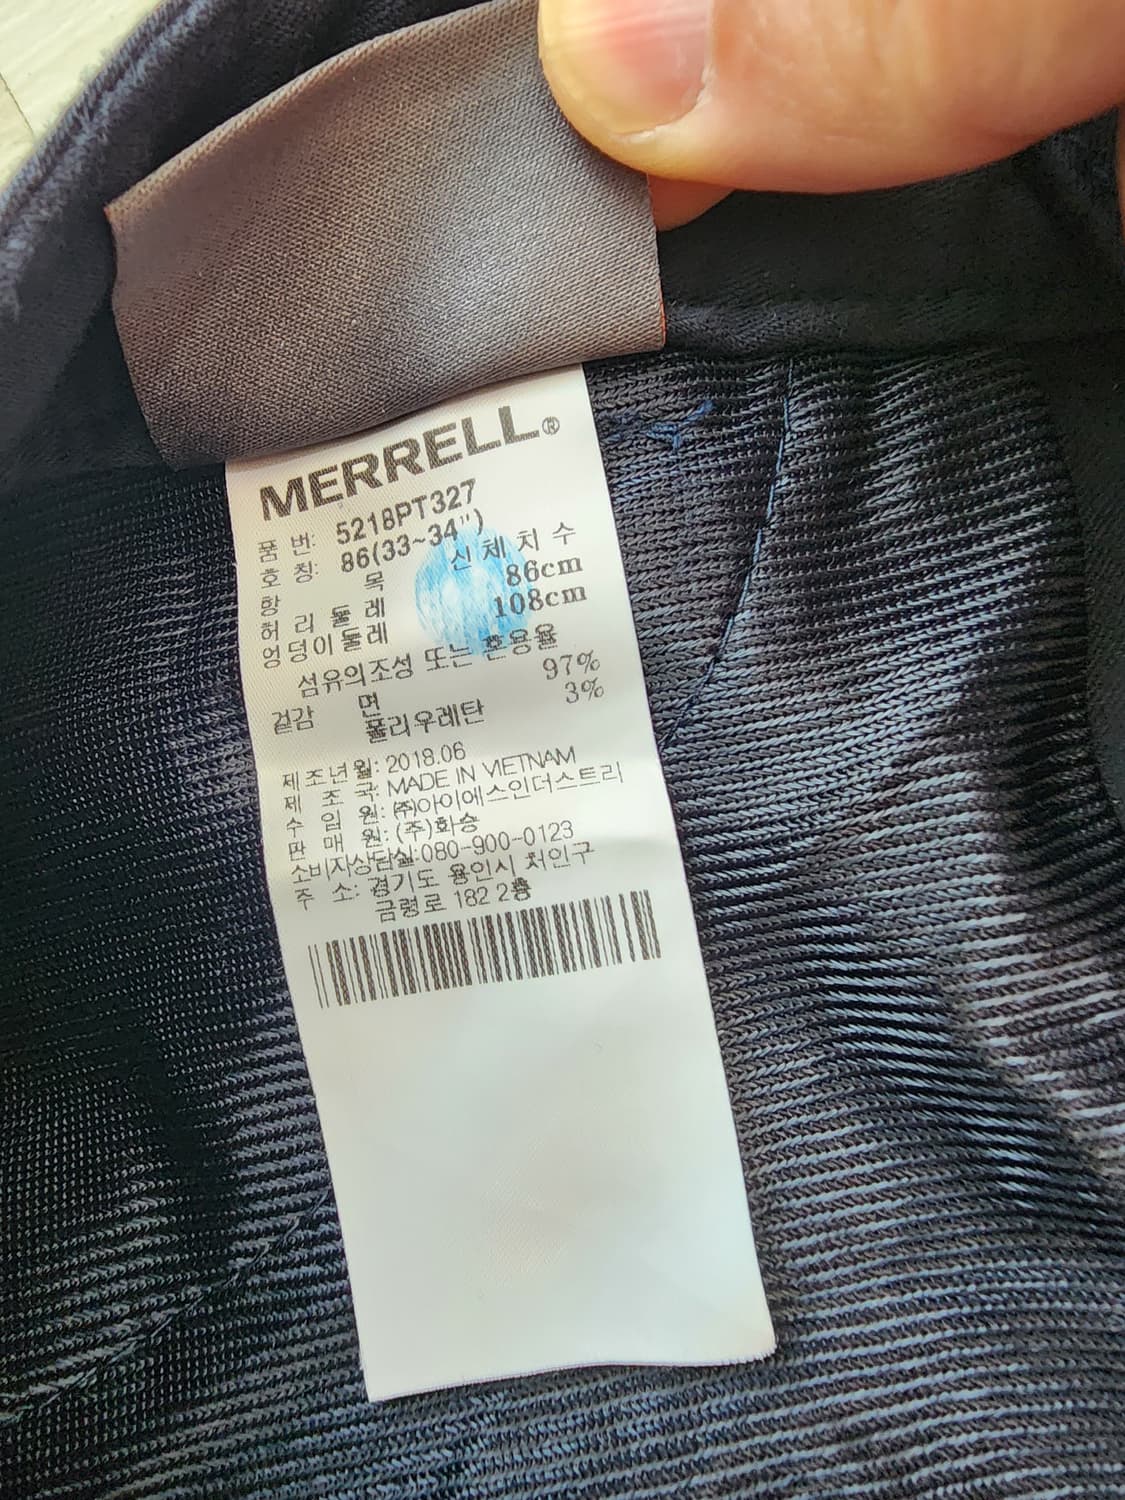 MERRELL®
품 번: 5218PT327
호 칭: 86(33~34")
항 목 신 체 치 수
허 리 둘 레 86cm
엉덩이둘레 108cm
섬유의조성 또는 혼용율
겉감 면 97%
폴리우레탄 3%
제조년월: 2018.06
제 조 국: MADE IN VIETNAM
수 입 원: ㈜아이에스인더스트리
판 매 원: (주)화승
소비자상담실:080-900-0123
주 소: 경기도 용인시 처인구
금령로 182 2층